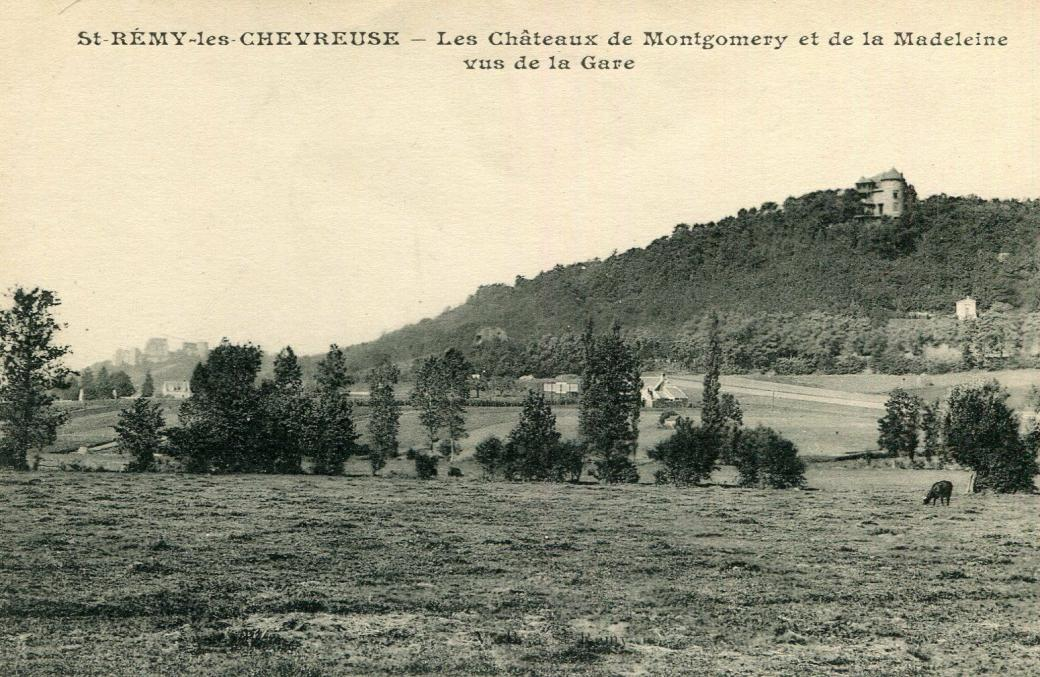 St-RÉMY-les-CHEVREUSE – Les Châteaux de Montgomery et de la Madeleine
vus de la Gare